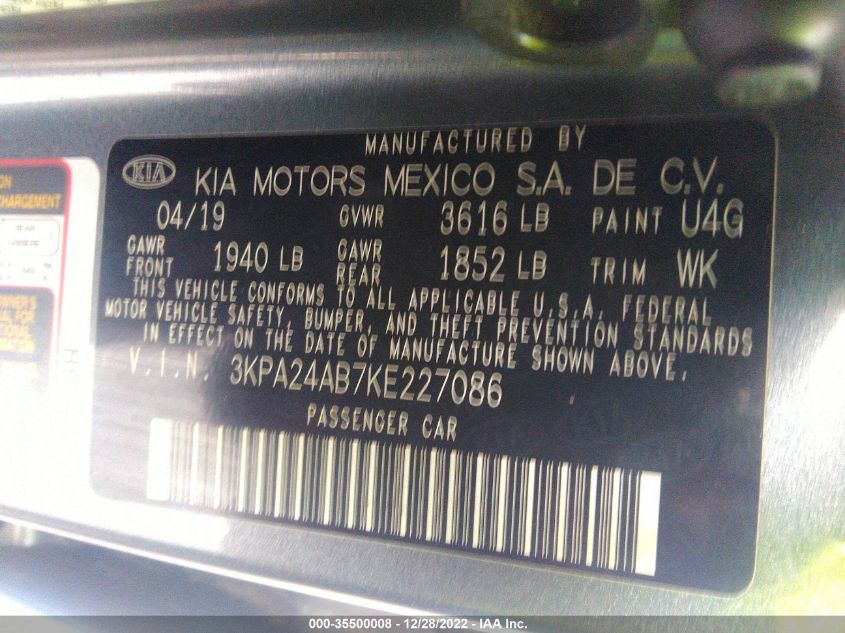 MANUFACTURED BY
KIA KIA MOTORS MEXICO S.A. DE C.V.
04/19 GVWR 3616 LB PAINT U4G
GAWR FRONT 1940 LB GAWR REAR 1852 LB TRIM WK
THIS VEHICLE CONFORMS TO ALL APPLICABLE U.S.A. FEDERAL
MOTOR VEHICLE SAFETY, BUMPER, AND THEFT PREVENTION STANDARDS
IN EFFECT ON THE DATE OF MANUFACTURE SHOWN ABOVE.
V.I.N. 3KPA24AB7KE227086
PASSENGER CAR
CHARGEMENT
OWNER'S
000-35500008 - 12/28/2022 - IAA Inc.